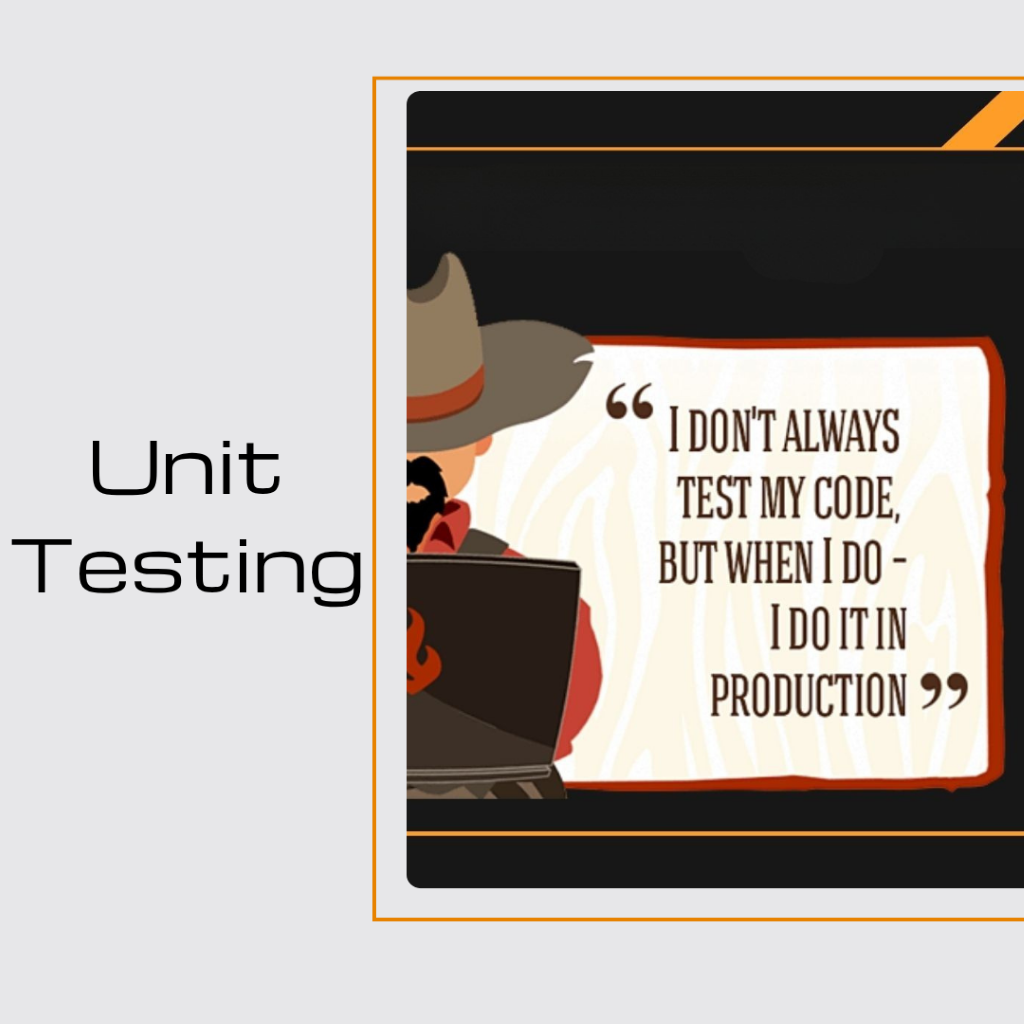 Unit
Testing
“ I DON'T ALWAYS
TEST MY CODE,
BUT WHEN I DO -
I DO IT IN
PRODUCTION ”